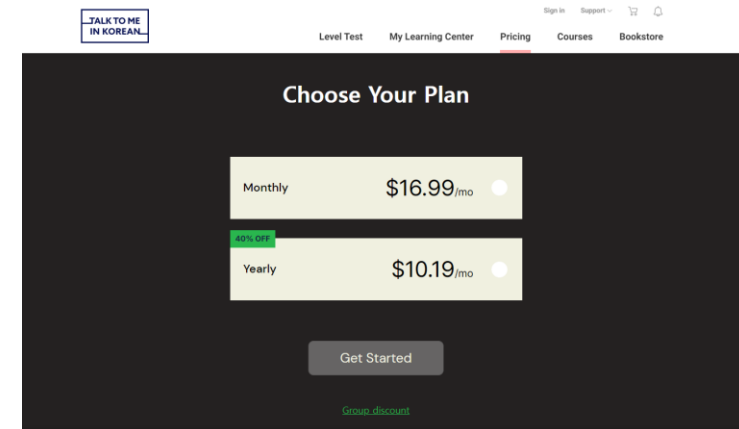 Sign in Support
TALK TO ME
IN KOREAN
Level Test My Learning Center Pricing Courses Bookstore
Choose Your Plan
Monthly $16.99/mo
40% OFF
Yearly $10.19/mo
Get Started
Group discount